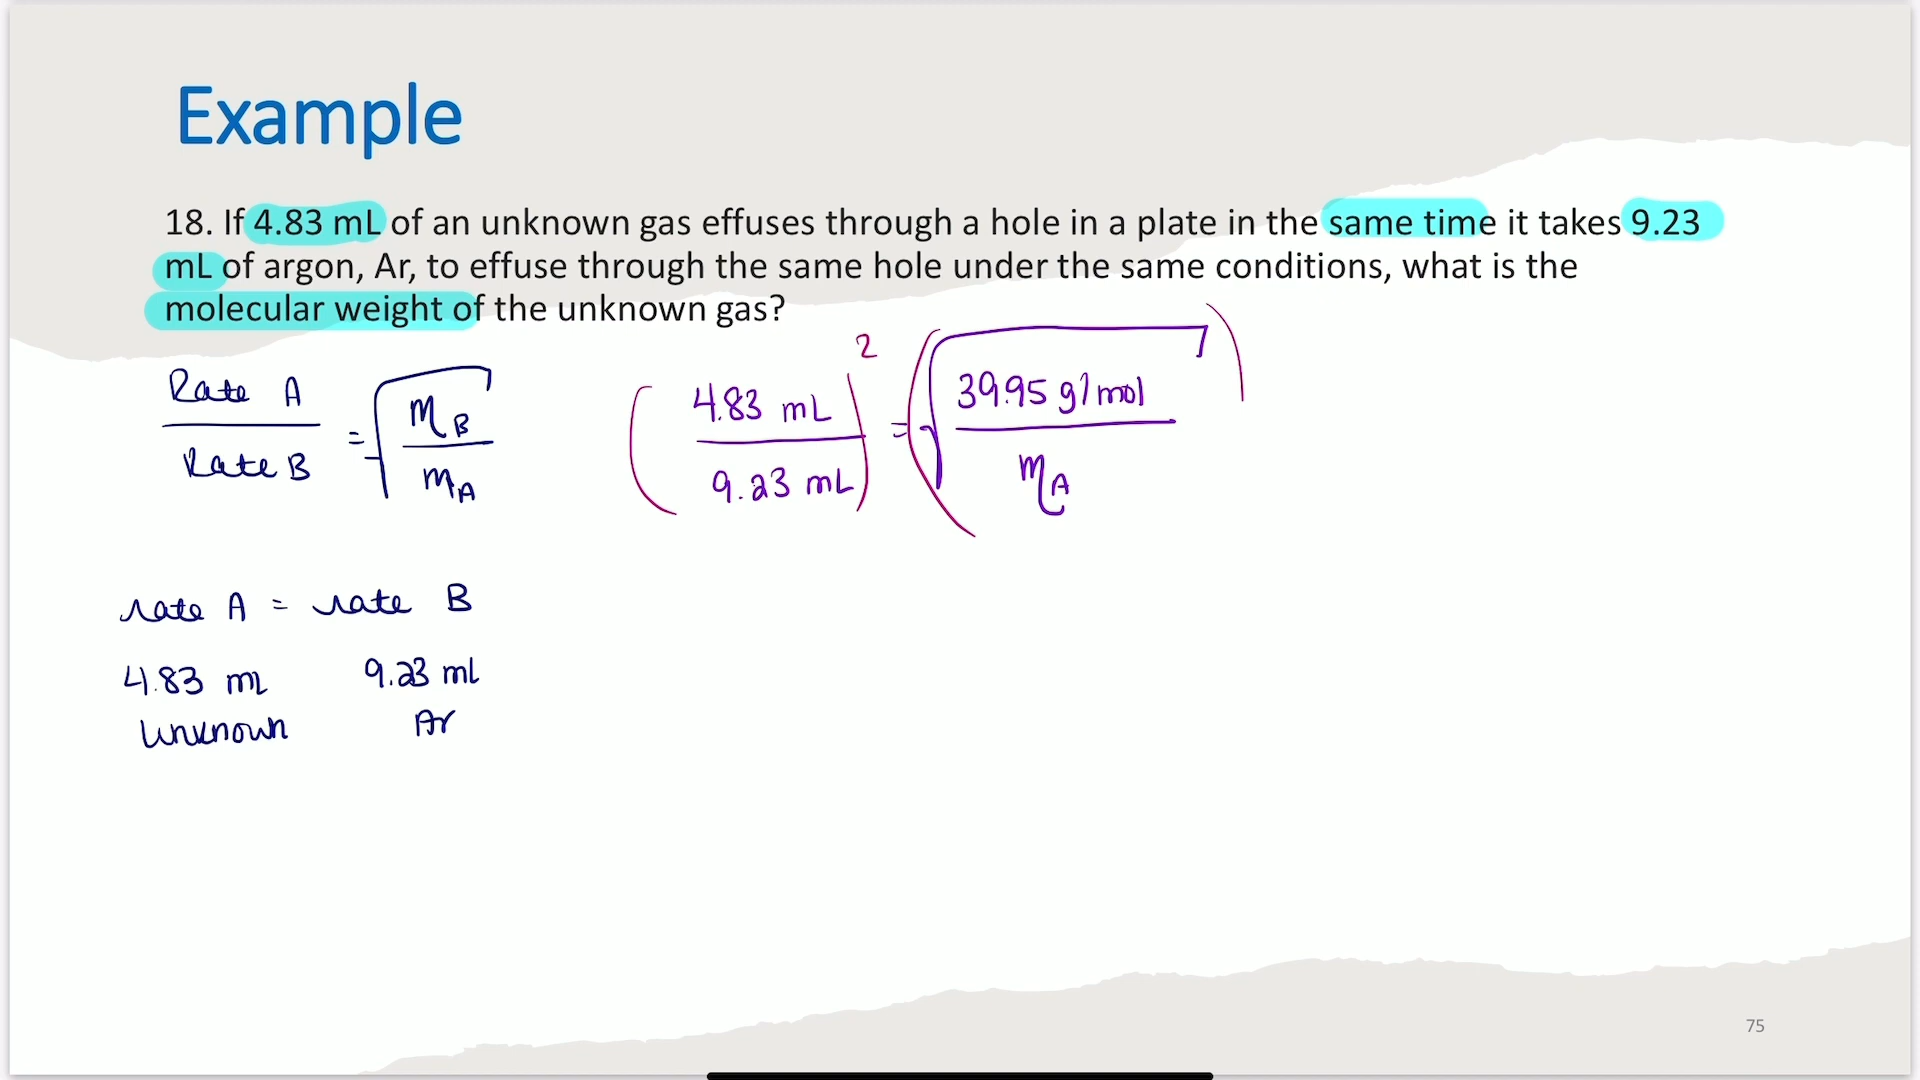 Example
18. If 4.83 mL of an unknown gas effuses through a hole in a plate in the same time it takes 9.23
mL of argon, Ar, to effuse through the same hole under the same conditions, what is the
molecular weight of the unknown gas?
Rate A / Rate B = √(MB / MA)
(4.83 mL / 9.23 mL)² = (√(39.95 g/mol / MA))
rate A = rate B
4.83 mL 9.23 mL
Unknown Ar
75